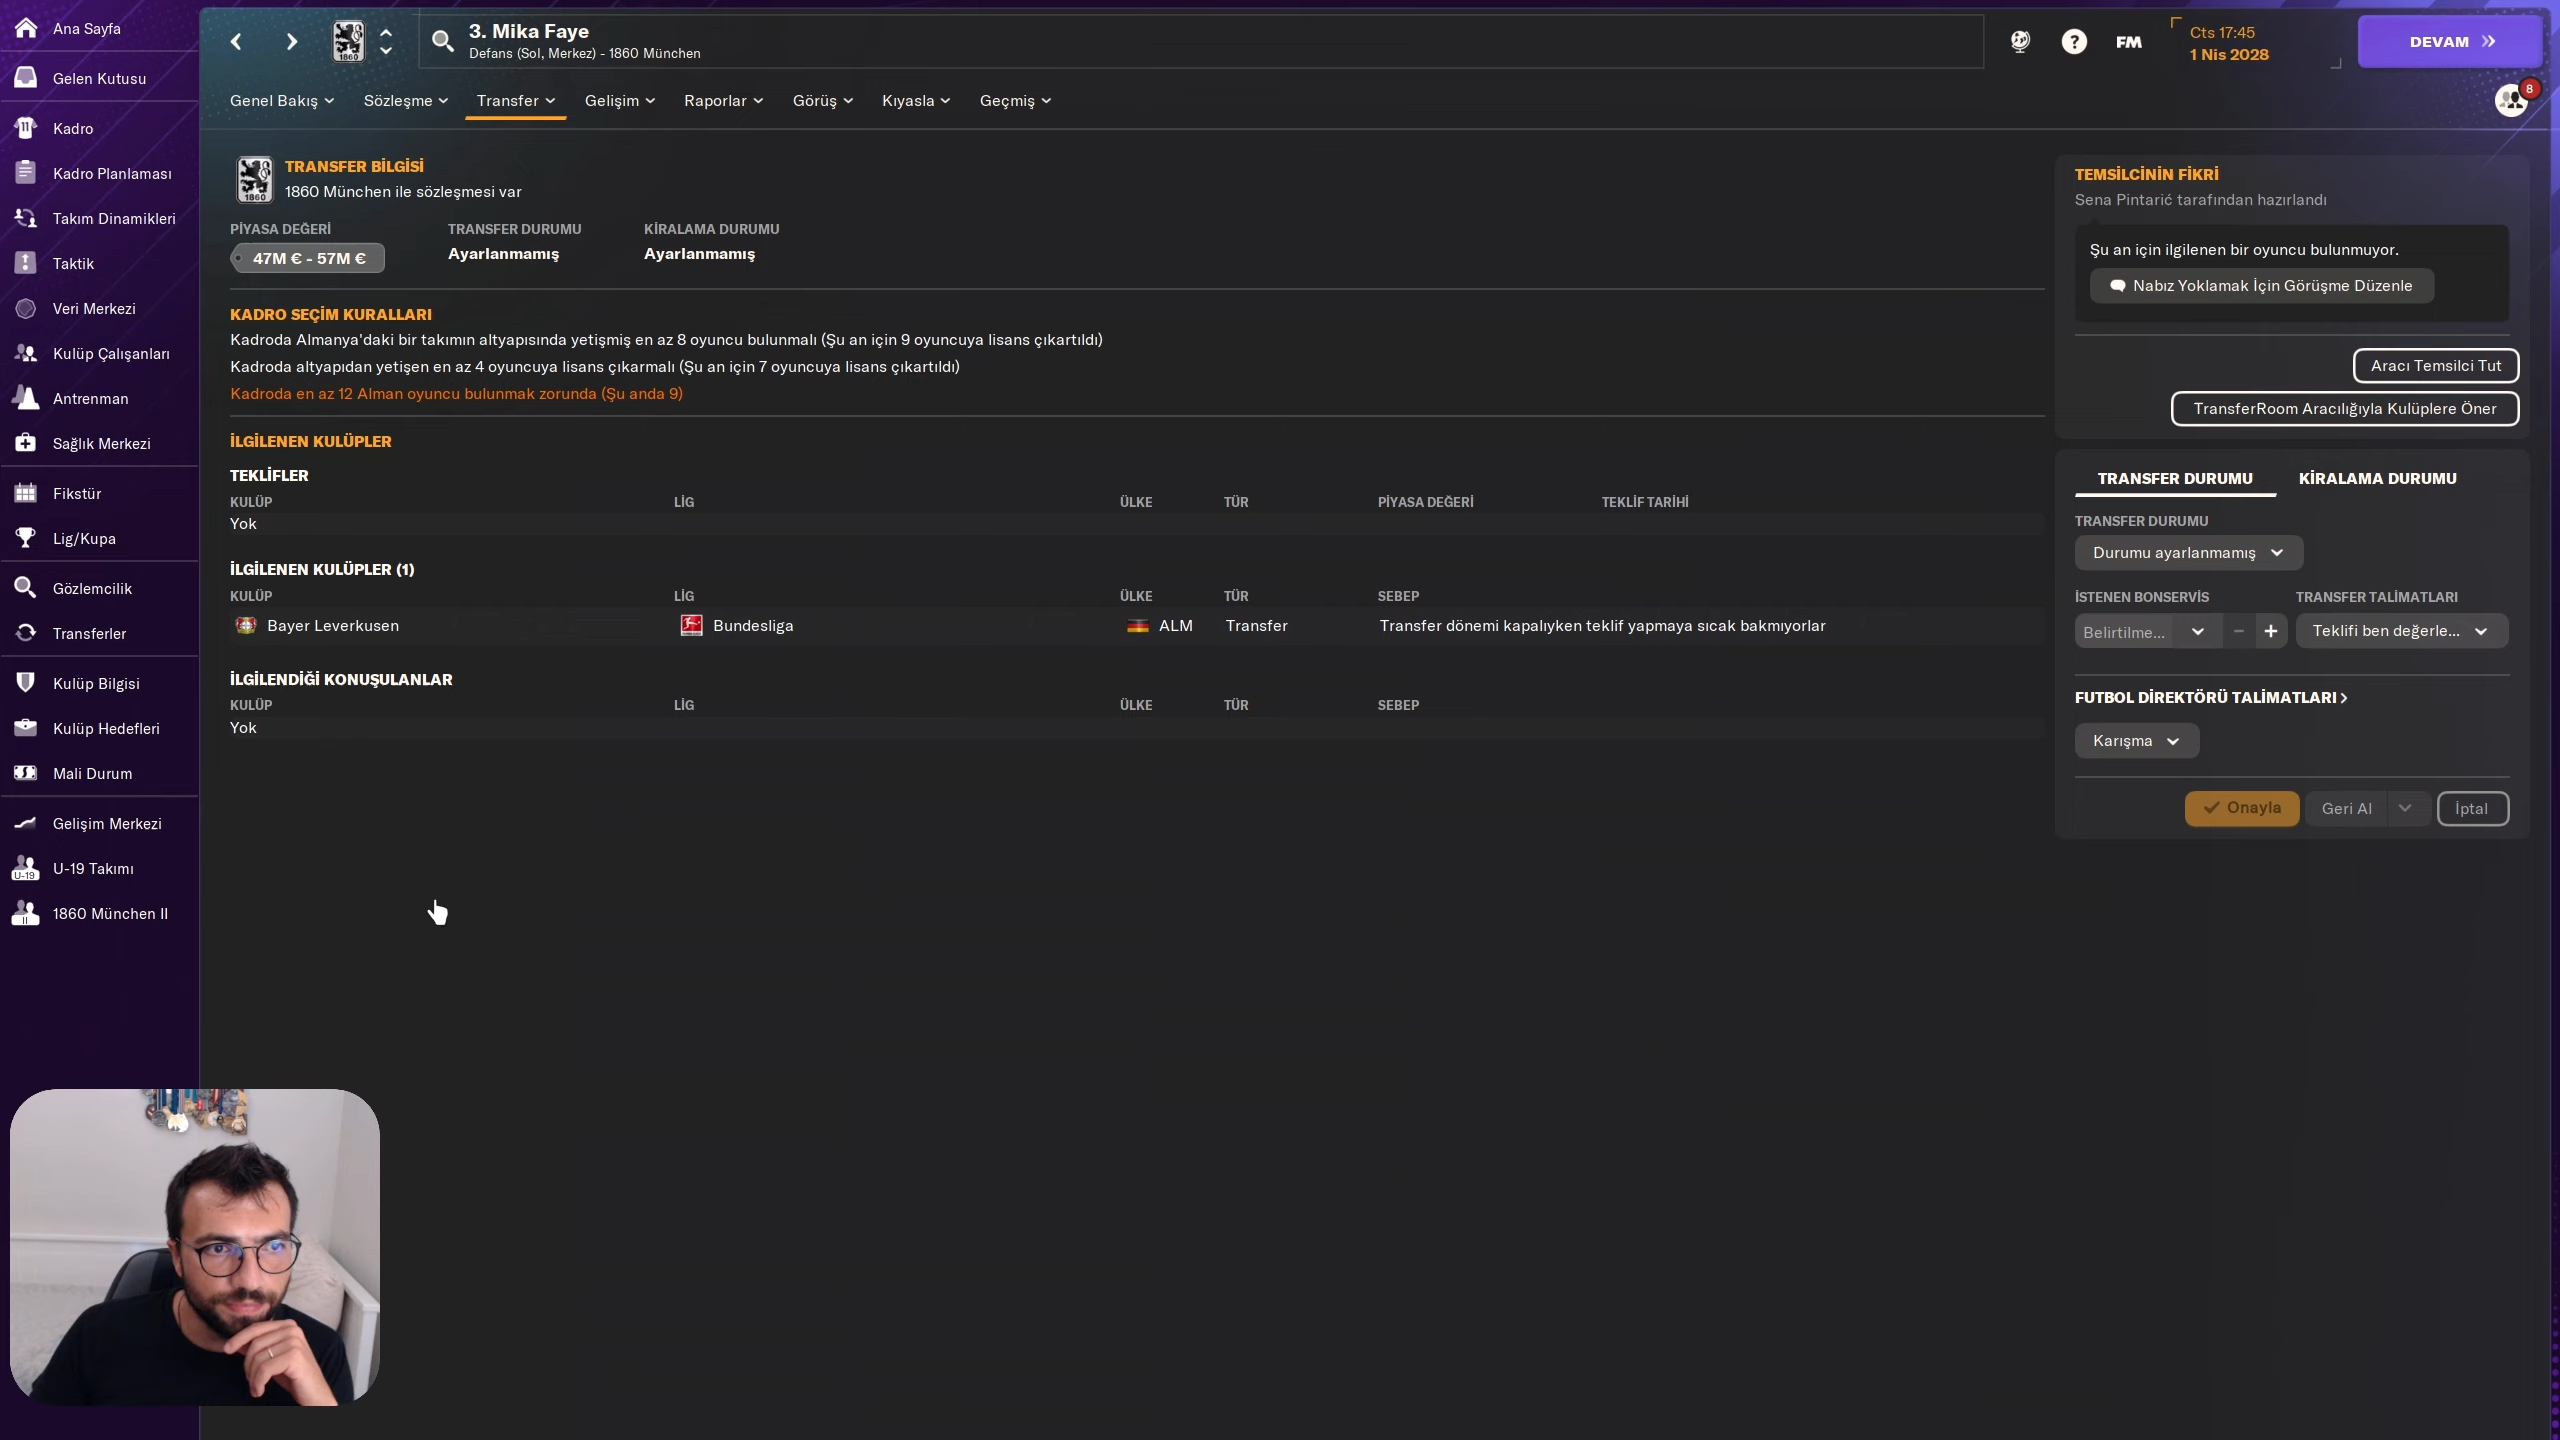 Ana Sayfa
Gelen Kutusu
Kadro
Kadro Planlaması
Takım Dinamikleri
Taktik
Veri Merkezi
Kulüp Çalışanları
Antrenman
Sağlık Merkezi
Fikstür
Lig/Kupa
Gözlemcilik
Transferler
Kulüp Bilgisi
Kulüp Hedefleri
Mali Durum
Gelişim Merkezi
U-19
U-19 Takımı
II
1860 München II
1860
3. Mika Faye
Defans (Sol, Merkez) - 1860 München
?
FM
Cts 17:45
1 Nis 2028
DEVAM
8
Genel Bakış
Sözleşme
Transfer
Gelişim
Raporlar
Görüş
Kıyasla
Geçmiş
1860
TRANSFER BİLGİSİ
1860 München ile sözleşmesi var
PİYASA DEĞERİ TRANSFER DURUMU KİRALAMA DURUMU
47M € - 57M € Ayarlanmamış Ayarlanmamış
KADRO SEÇİM KURALLARI
Kadroda Almanya'daki bir takımın altyapısında yetişmiş en az 8 oyuncu bulunmalı (Şu an için 9 oyuncuya lisans çıkartıldı)
Kadroda altyapıdan yetişen en az 4 oyuncuya lisans çıkarmalı (Şu an için 7 oyuncuya lisans çıkartıldı)
Kadroda en az 12 Alman oyuncu bulunmak zorunda (Şu anda 9)
İLGİLENEN KULÜPLER
TEKLİFLER
KULÜP LİG ÜLKE TÜR PİYASA DEĞERİ TEKLİF TARİHİ
Yok
İLGİLENEN KULÜPLER (1)
KULÜP LİG ÜLKE TÜR SEBEP
Bayer Leverkusen Bundesliga ALM Transfer Transfer dönemi kapalıyken teklif yapmaya sıcak bakmıyorlar
İLGİLENDİĞİ KONUŞULANLAR
KULÜP LİG ÜLKE TÜR SEBEP
Yok
TEMSİLCİNİN FİKRİ
Sena Pintarić tarafından hazırlandı
Şu an için ilgilenen bir oyuncu bulunmuyor.
Nabız Yoklamak İçin Görüşme Düzenle
Aracı Temsilci Tut
TransferRoom Aracılığıyla Kulüplere Öner
TRANSFER DURUMU KİRALAMA DURUMU
TRANSFER DURUMU
Durumu ayarlanmamış
İSTENEN BONSERVİS TRANSFER TALİMATLARI
Belirtilme... - + Teklifi ben değerle...
FUTBOL DİREKTÖRÜ TALİMATLARI
Karışma
Onayla Geri Al İptal